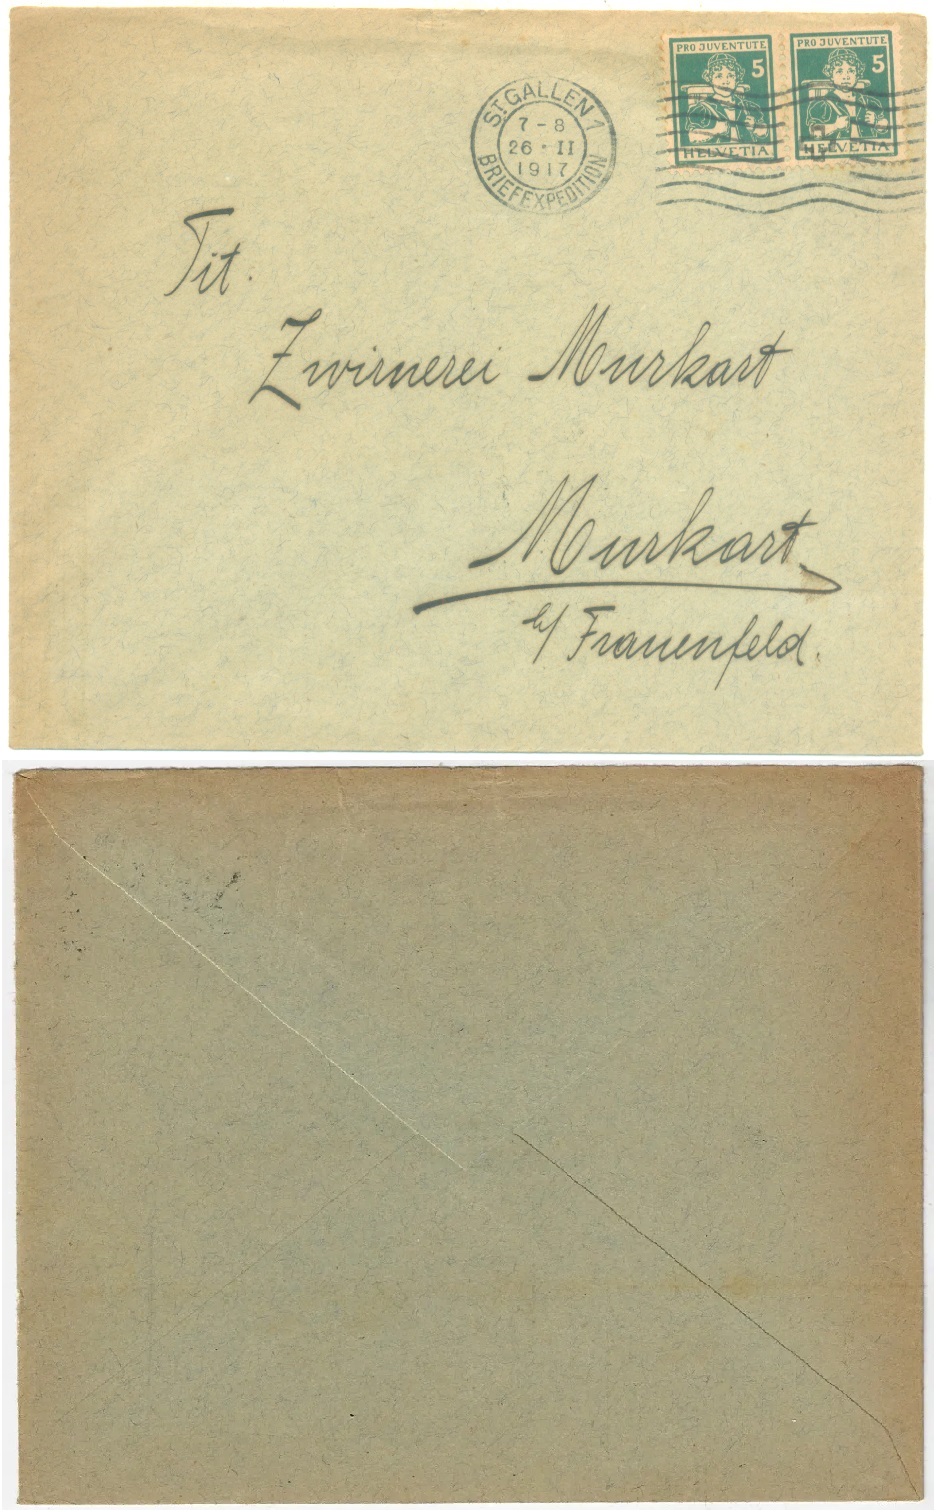 PRO JUVENTUTE
5
HELVETIA
PRO JUVENTUTE
5
HELVETIA
ST. GALLEN 1
7-8
26·II
1917
BRIEFEXPEDITION
Tit.
Zwirnerei Murkart
Murkart
b/ Frauenfeld.